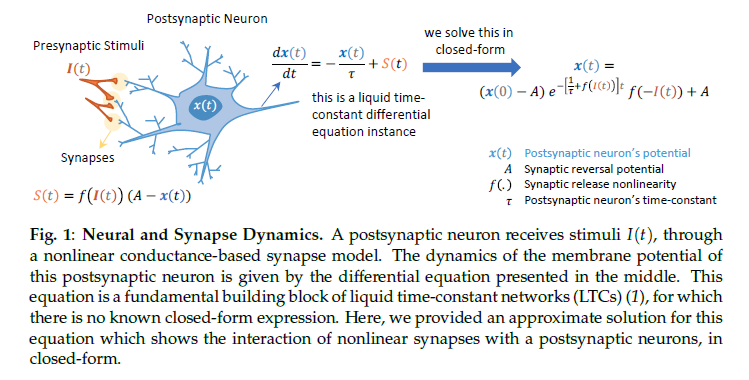 Postsynaptic Neuron
Presynaptic Stimuli
I(t)
x(t)
Synapses
S(t) = f(I(t)) (A − x(t))
dx(t)/dt = − x(t)/τ + S(t)
this is a liquid time-
constant differential
equation instance
we solve this in
closed-form
x(t) =
(x(0) − A) e^−[1/τ+f(I(t))]t f(−I(t)) + A
x(t) Postsynaptic neuron's potential
A Synaptic reversal potential
f(.) Synaptic release nonlinearity
τ Postsynaptic neuron's time-constant
Fig. 1: Neural and Synapse Dynamics. A postsynaptic neuron receives stimuli I(t), through
a nonlinear conductance-based synapse model. The dynamics of the membrane potential of
this postsynaptic neuron is given by the differential equation presented in the middle. This
equation is a fundamental building block of liquid time-constant networks (LTCs) (1), for which
there is no known closed-form expression. Here, we provided an approximate solution for this
equation which shows the interaction of nonlinear synapses with a postsynaptic neurons, in
closed-form.